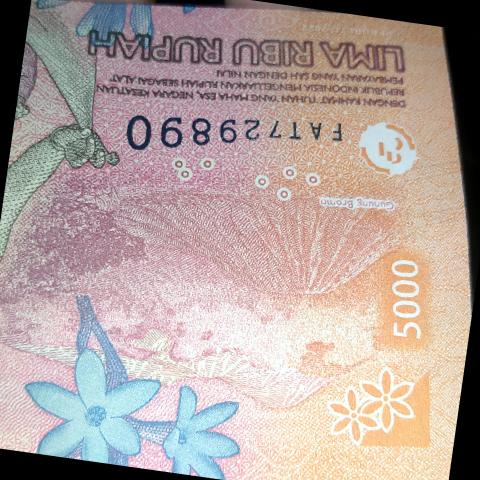 5000
Gunung Bromo
FAT729890
DENGAN RAHMAT TUHAN YANG MAHA ESA, NEGARA KESATUAN
REPUBLIK INDONESIA MENGELUARKAN RUPIAH SEBAGAI ALAT
PEMBAYARAN YANG SAH DENGAN NILAI
LIMA RIBU RUPIAH